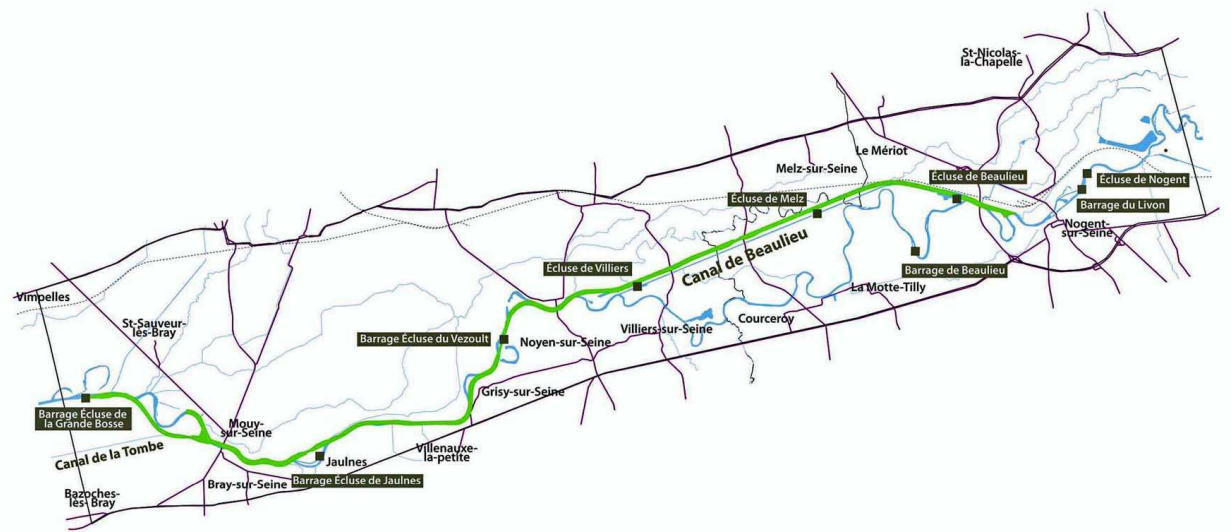 St-Nicolas-
la-Chapelle
Le Mériot
Melz-sur-Seine
Écluse de Beaulieu
Écluse de Nogent
Écluse de Melz
Barrage du Livon
Nogent-
sur-Seine
Canal de Beaulieu
Barrage de Beaulieu
Écluse de Villiers
La Motte-Tilly
Vimpelles
Courceroy
St-Sauveur-
lès-Bray
Villiers-sur-Seine
Barrage Écluse du Vezoult
Noyen-sur-Seine
Grisy-sur-Seine
Barrage Écluse de
la Grande Bosse
Mouy-
sur-Seine
Canal de la Tombe
Villenauxe-
la-petite
Jaulnes
Barrage Écluse de Jaulnes
Bray-sur-Seine
Bazoches-
lès- Bray